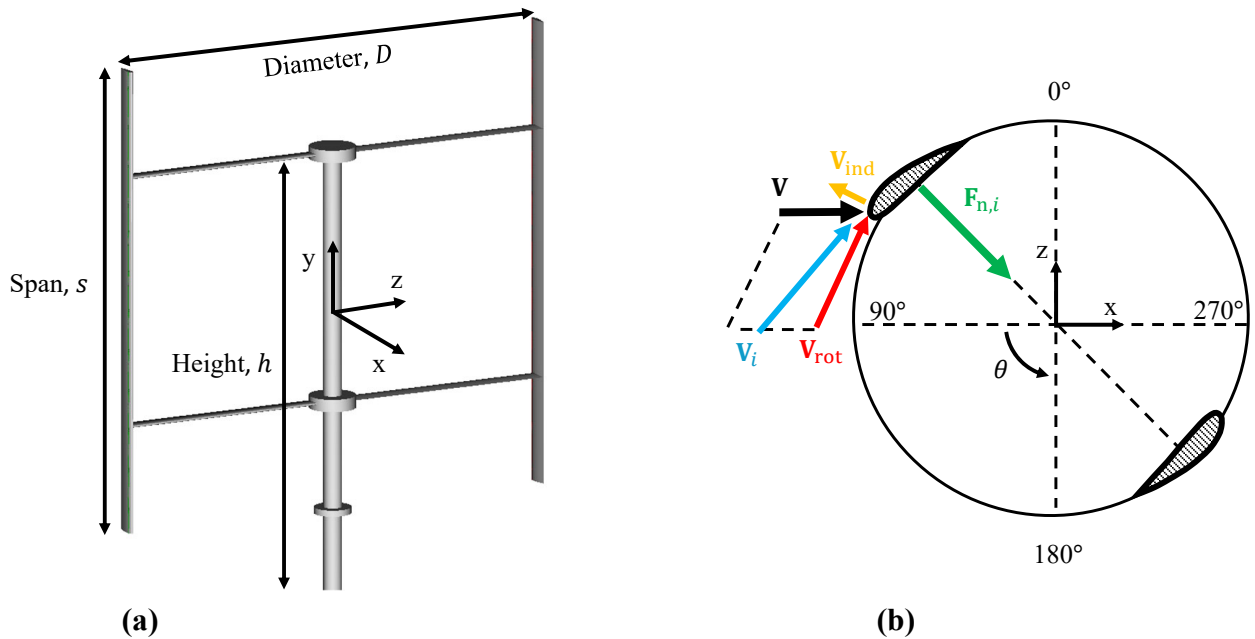 Diameter, D
Span, s
Height, h
y
z
x
(a)
0°
V_ind
V
F_n,i
z
x
90°
270°
θ
V_i
V_rot
180°
(b)